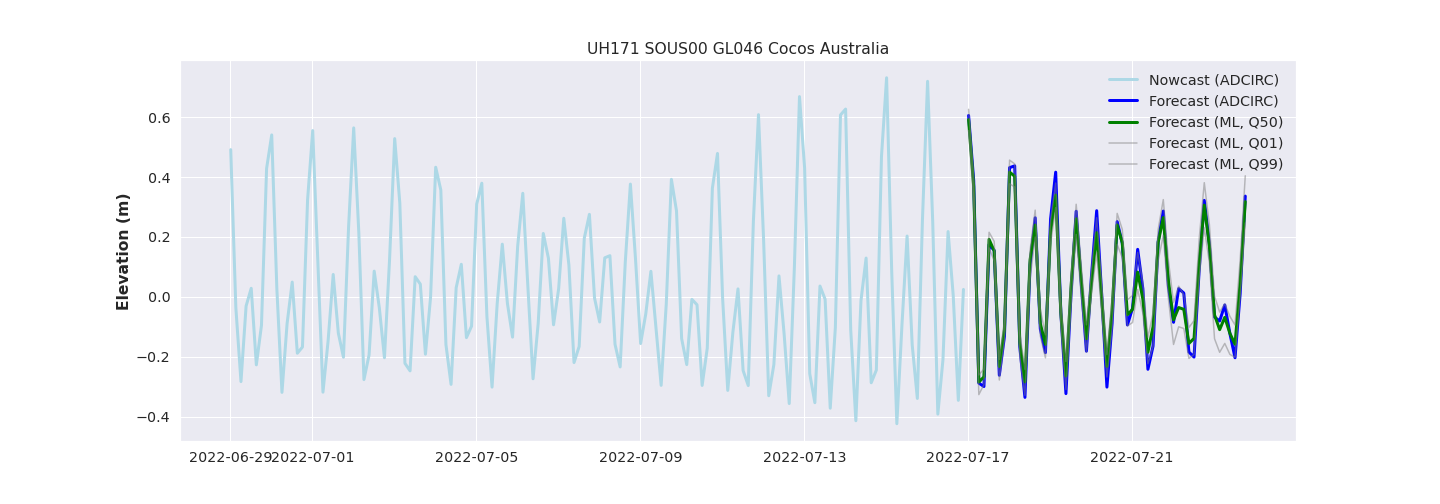 UH171 SOUS00 GL046 Cocos Australia
Nowcast (ADCIRC)
Forecast (ADCIRC)
Forecast (ML, Q50)
Forecast (ML, Q01)
Forecast (ML, Q99)
Elevation (m)
0.6
0.4
0.2
0.0
−0.2
−0.4
2022-06-29
2022-07-01
2022-07-05
2022-07-09
2022-07-13
2022-07-17
2022-07-21